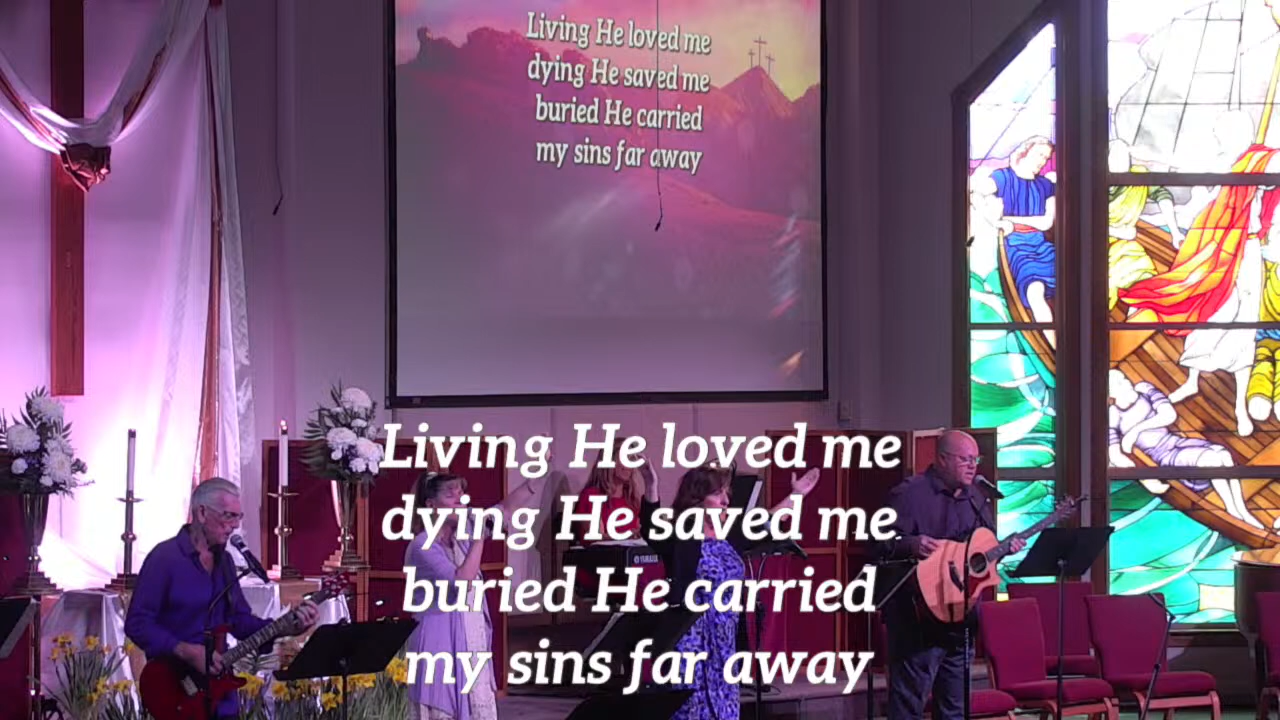 Living He loved me
dying He saved me
buried He carried
my sins far away
Living He loved me
dying He saved me
buried He carried
my sins far away
YAMAHA